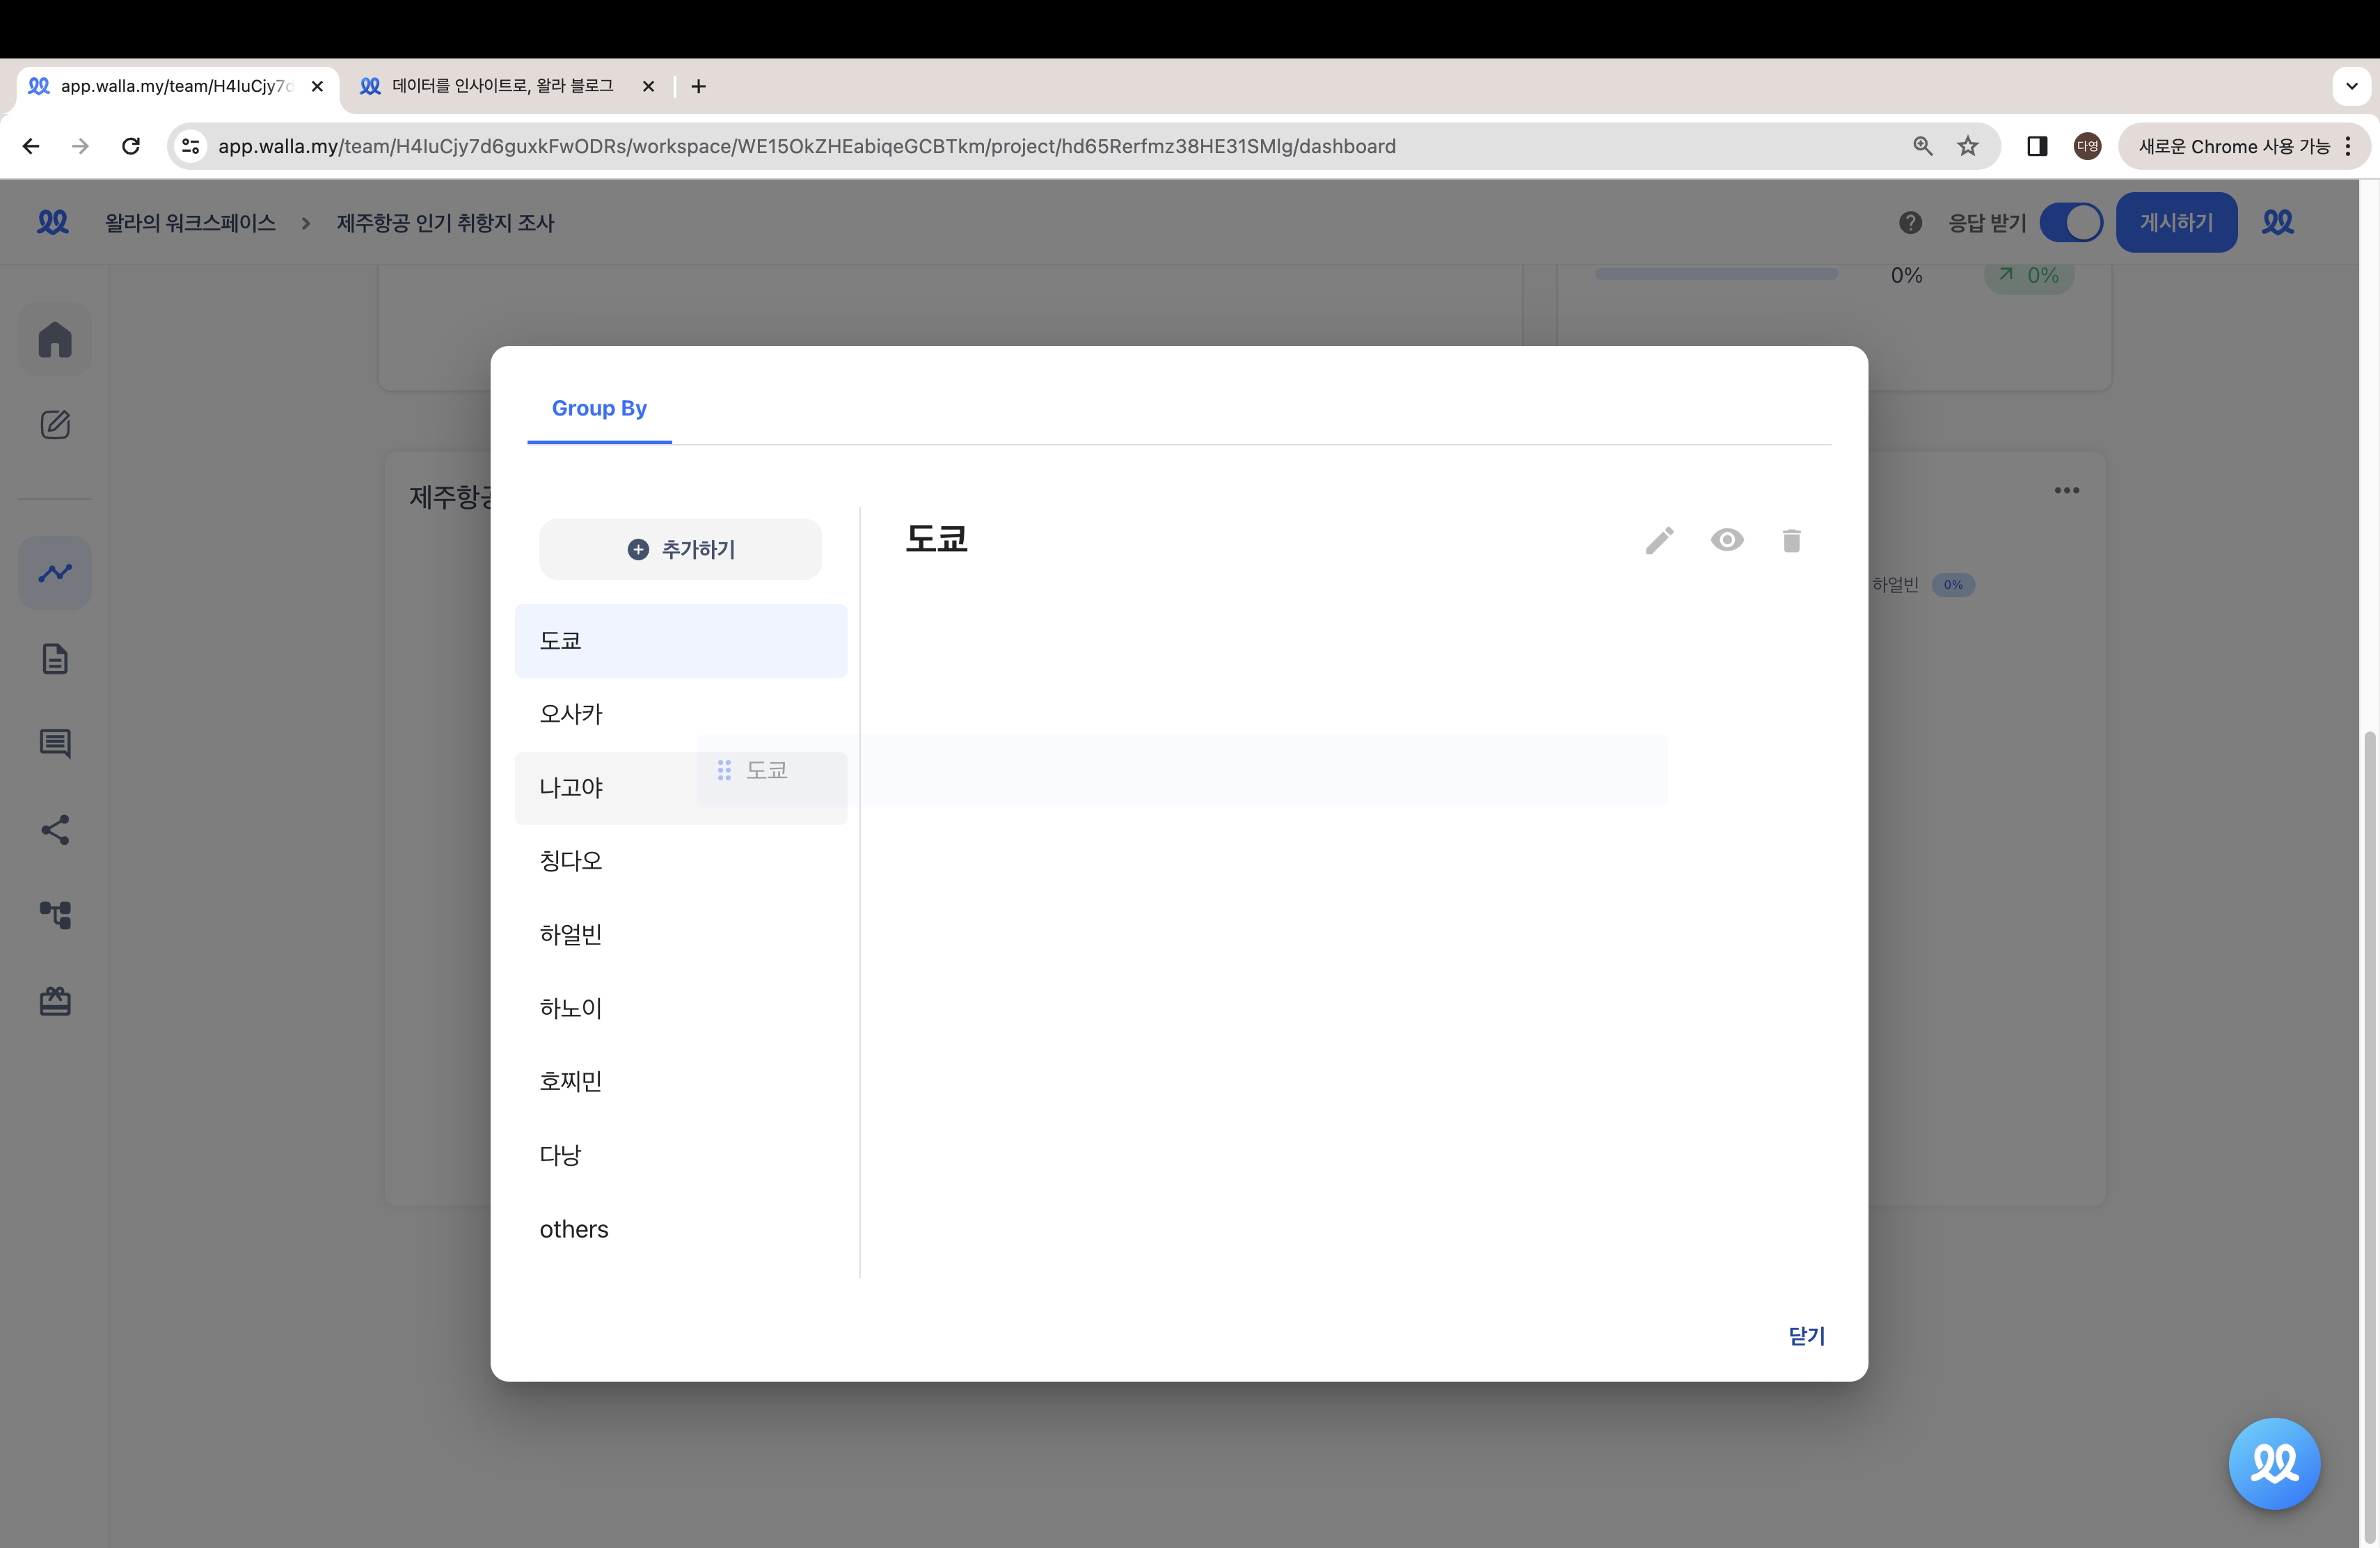 app.walla.my/team/H4IuCjy7d
데이터를 인사이트로, 왈라 블로그
app.walla.my/team/H4IuCjy7d6guxkFwODRs/workspace/WE15OkZHEabiqeGCBTkm/project/hd65Rerfmz38HE31SMlg/dashboard
다영
새로운 Chrome 사용 가능
왈라의 워크스페이스
제주항공 인기 취항지 조사
응답 받기
게시하기
0%
0%
Group By
제주항공
추가하기
도쿄
하얼빈
0%
도쿄
오사카
도쿄
나고야
칭다오
하얼빈
하노이
호찌민
다낭
others
닫기